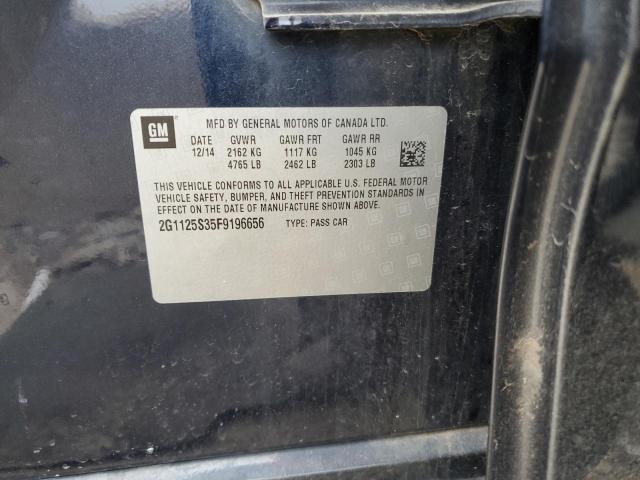 GM
MFD BY GENERAL MOTORS OF CANADA LTD.
DATE GVWR GAWR FRT GAWR RR
12/14 2162 KG 1117 KG 1045 KG
4765 LB 2462 LB 2303 LB
THIS VEHICLE CONFORMS TO ALL APPLICABLE U.S. FEDERAL MOTOR
VEHICLE SAFETY, BUMPER, AND THEFT PREVENTION STANDARDS IN
EFFECT ON THE DATE OF MANUFACTURE SHOWN ABOVE.
2G1125S35F9196656 TYPE: PASS CAR